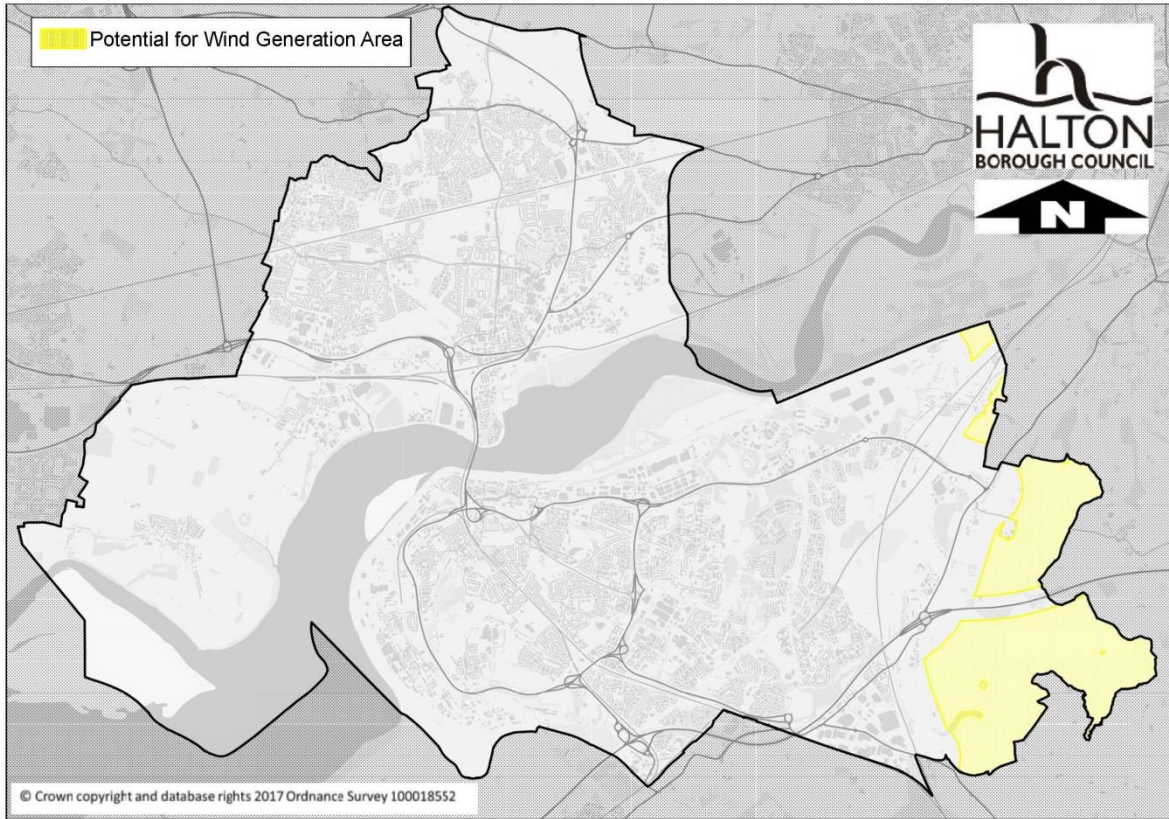 Potential for Wind Generation Area
h
HALTON
BOROUGH COUNCIL
N
© Crown copyright and database rights 2017 Ordnance Survey 100018552